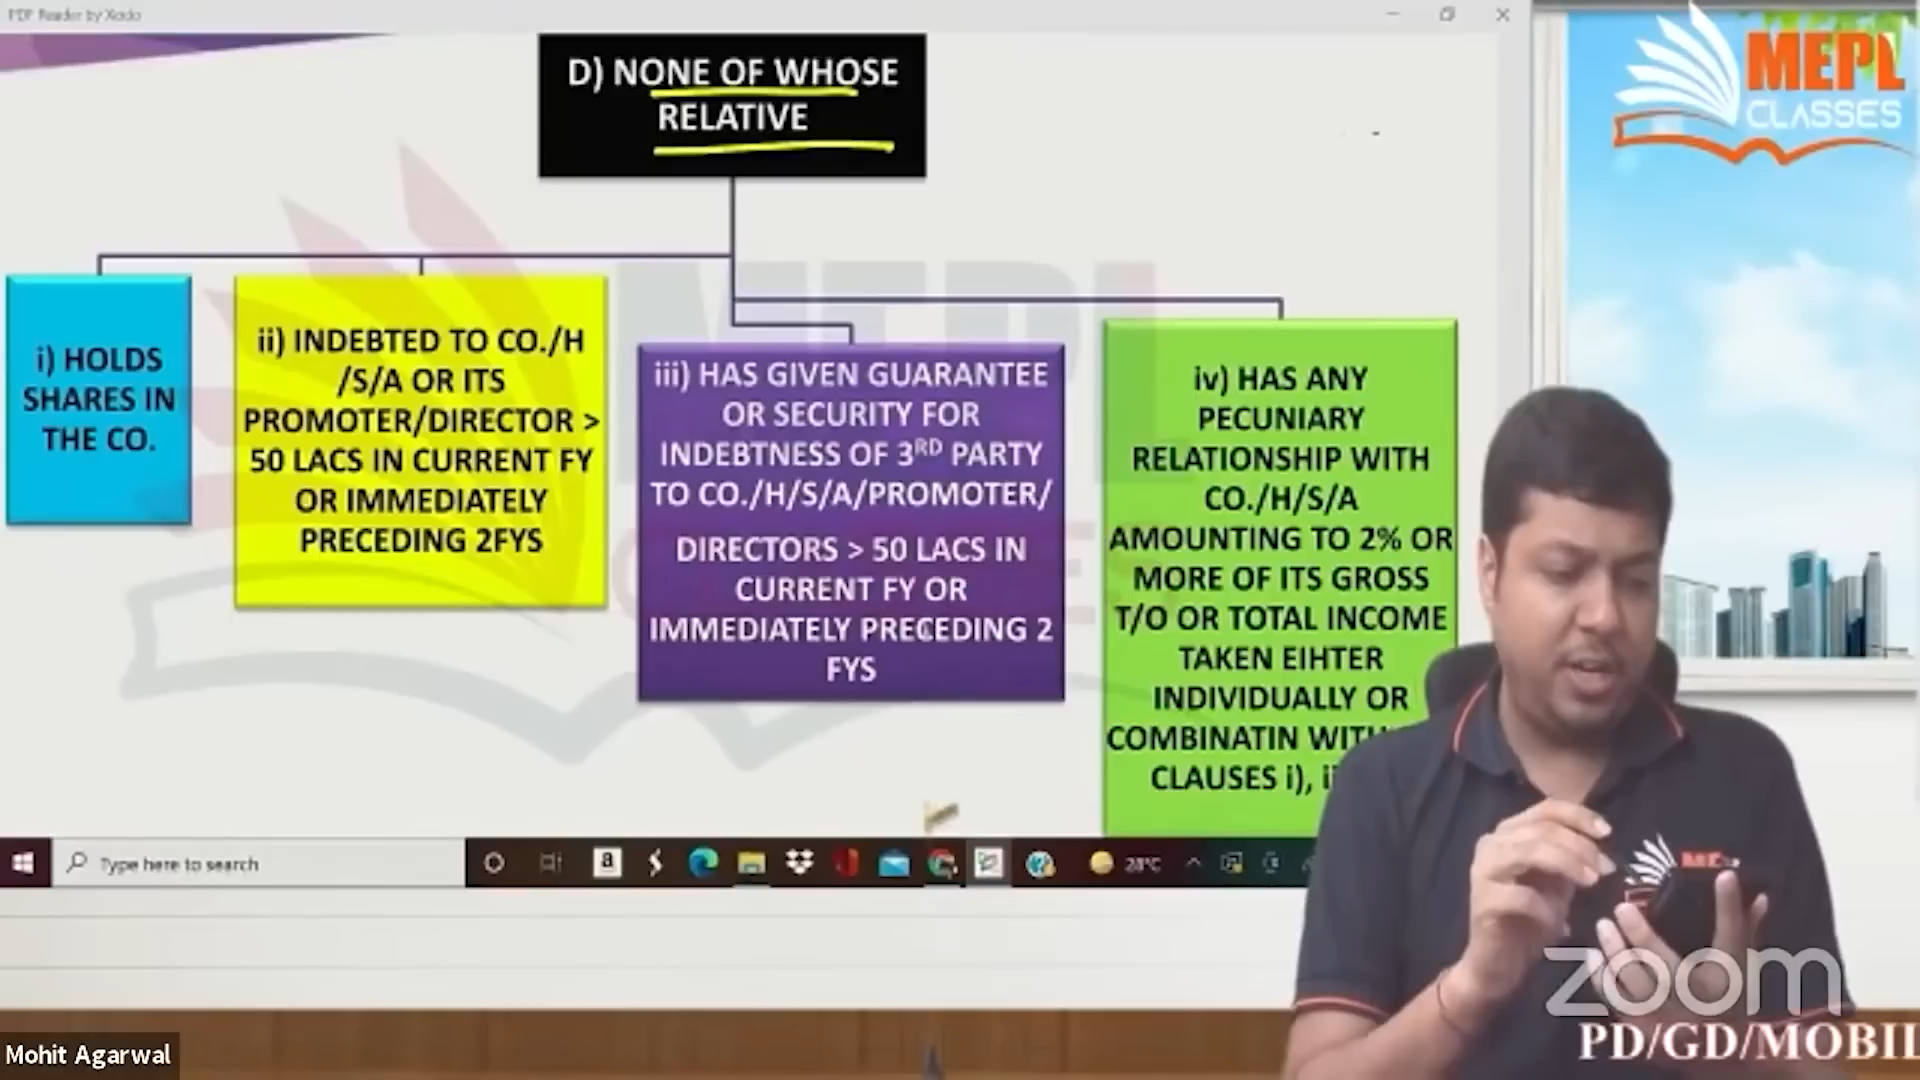 PDF Reader by Xodo
MEPL
CLASSES
D) NONE OF WHOSE
RELATIVE
i) HOLDS
SHARES IN
THE CO.
ii) INDEBTED TO CO./H
/S/A OR ITS
PROMOTER/DIRECTOR >
50 LACS IN CURRENT FY
OR IMMEDIATELY
PRECEDING 2FYS
iii) HAS GIVEN GUARANTEE
OR SECURITY FOR
INDEBTNESS OF 3RD PARTY
TO CO./H/S/A/PROMOTER/
DIRECTORS > 50 LACS IN
CURRENT FY OR
IMMEDIATELY PRECEDING 2
FYS
iv) HAS ANY
PECUNIARY
RELATIONSHIP WITH
CO./H/S/A
AMOUNTING TO 2% OR
MORE OF ITS GROSS
T/O OR TOTAL INCOME
TAKEN EIHTER
INDIVIDUALLY OR
COMBINATIN WITH
CLAUSES i),
Type here to search
28°C
zoom
PD/GD/MOBIL
Mohit Agarwal